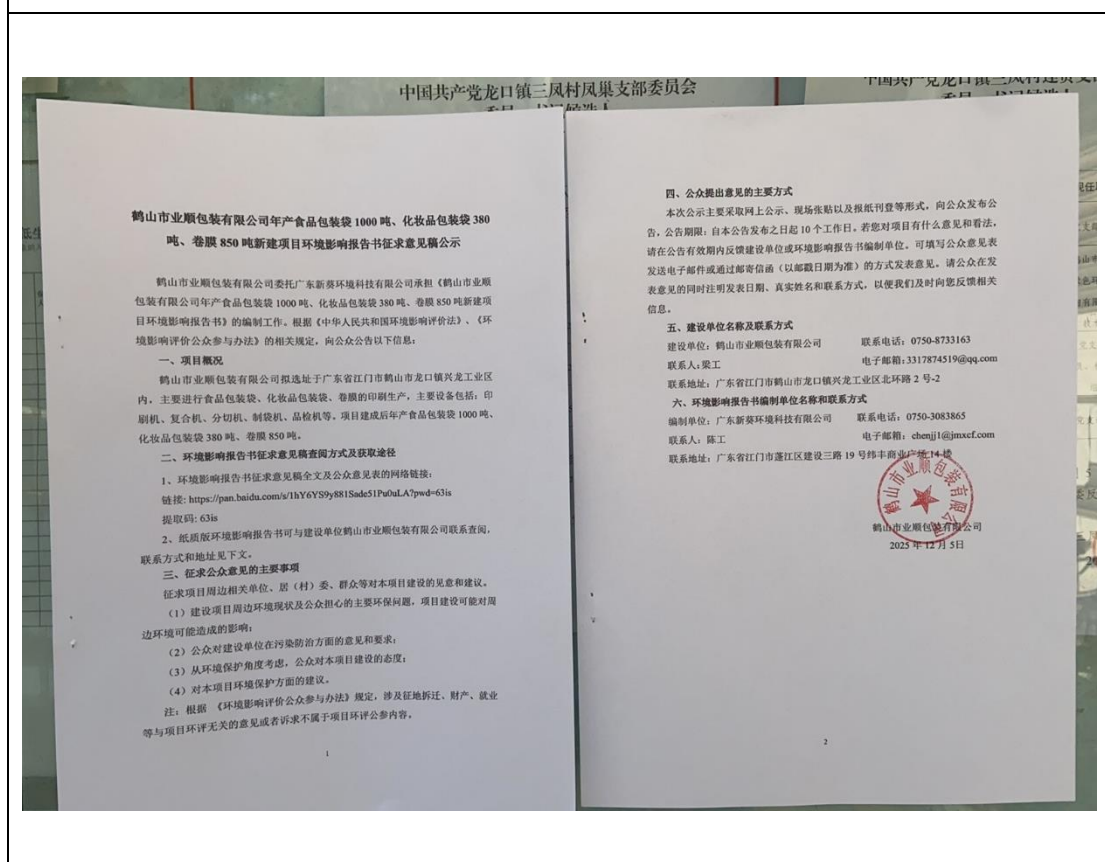 中国共产党龙口镇三凤村凤巢支部委员会
鹤山市业顺包装有限公司年产食品包装袋 1000 吨、化妆品包装袋 380
吨、卷膜 850 吨新建项目环境影响报告书征求意见稿公示
鹤山市业顺包装有限公司委托广东新葵环境科技有限公司承担《鹤山市业顺
包装有限公司年产食品包装袋 1000 吨、化妆品包装袋 380 吨、卷膜 850 吨新建项
目环境影响报告书》的编制工作。根据《中华人民共和国环境影响评价法》、《环
境影响评价公众参与办法》的相关规定，向公众公告以下信息：
一、项目概况
鹤山市业顺包装有限公司拟选址于广东省江门市鹤山市龙口镇兴龙工业区
内，主要进行食品包装袋、化妆品包装袋、卷膜的印刷生产，主要设备包括：印
刷机、复合机、分切机、制袋机、品检机等。项目建成后年产食品包装袋 1000 吨、
化妆品包装袋 380 吨、卷膜 850 吨。
二、环境影响报告书征求意见稿查阅方式及获取途径
1、环境影响报告书征求意见稿全文及公众意见表的网络链接：
链接: https://pan.baidu.com/s/1hY6YS9y881Sade51Pu0uLA?pwd=63is
提取码: 63is
2、纸质版环境影响报告书可与建设单位鹤山市业顺包装有限公司联系查阅，
联系方式和地址见下文。
三、征求公众意见的主要事项
征求项目周边相关单位、居（村）委、群众等对本项目建设的见意和建议。
（1）建设项目周边环境现状及公众担心的主要环保问题，项目建设可能对周
边环境可能造成的影响；
（2）公众对建设单位在污染防治方面的意见和要求；
（3）从环境保护角度考虑，公众对本项目建设的态度；
（4）对本项目环境保护方面的建议。
注：根据 《环境影响评价公众参与办法》规定，涉及征地拆迁、财产、就业
等与项目环评无关的意见或者诉求不属于项目环评公参内容。
1
四、公众提出意见的主要方式
本次公示主要采取网上公示、现场张贴以及报纸刊登等形式，向公众发布公
告，公告期限：自本公告发布之日起 10 个工作日。若您对项目有什么意见和看法，
请在公告有效期内反馈建设单位或环境影响报告书编制单位。可填写公众意见表
发送电子邮件或通过邮寄信函（以邮戳日期为准）的方式发表意见。请公众在发
表意见的同时注明发表日期、真实姓名和联系方式，以便我们及时向您反馈相关
信息。
五、建设单位名称及联系方式
建设单位：鹤山市业顺包装有限公司 联系电话：0750-8733163
联系人:梁工 电子邮箱:3317874519@qq.com
联系地址：广东省江门市鹤山市龙口镇兴龙工业区北环路 2 号-2
六、环境影响报告书编制单位名称和联系方式
编制单位：广东新葵环境科技有限公司 联系电话：0750-3083865
联系人：陈工 电子邮箱：chenjj1@jmxcf.com
联系地址：广东省江门市蓬江区建设三路 19 号纬丰商业广场 14 楼
鹤山市业顺包装有限公司
鹤山市业顺包装有限公司
2025 年 12 月 5日
2